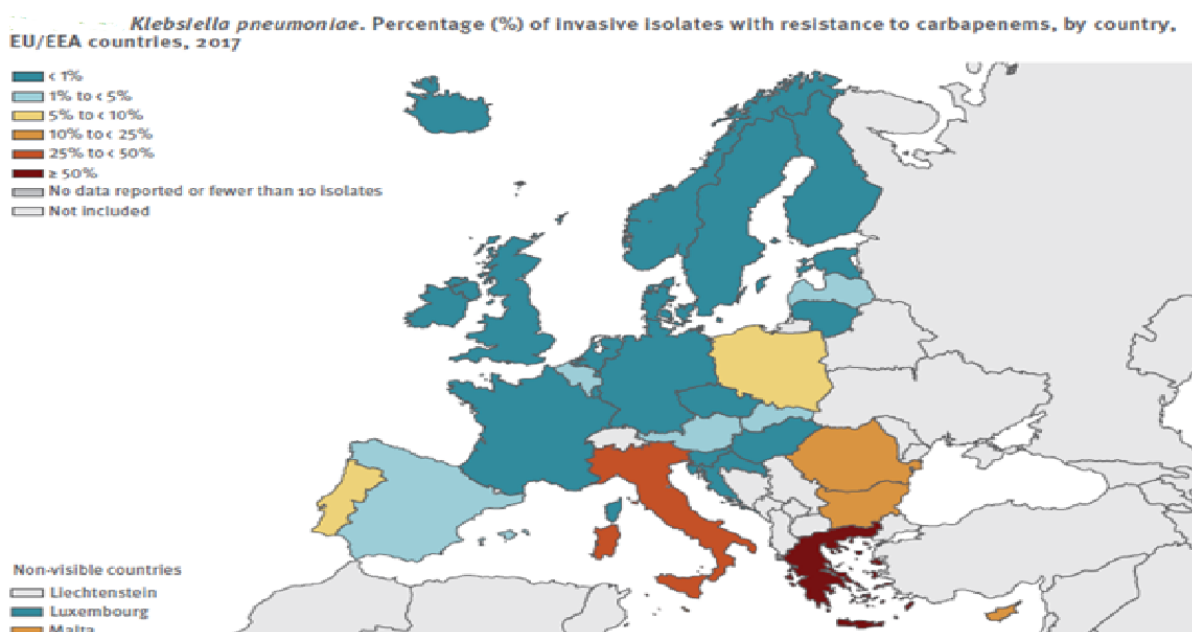 Klebsiella pneumoniae. Percentage (%) of invasive isolates with resistance to carbapenems, by country,
EU/EEA countries, 2017
< 1%
1% to < 5%
5% to < 10%
10% to < 25%
25% to < 50%
≥ 50%
No data reported or fewer than 10 isolates
Not included
Non-visible countries
Liechtenstein
Luxembourg
Malta